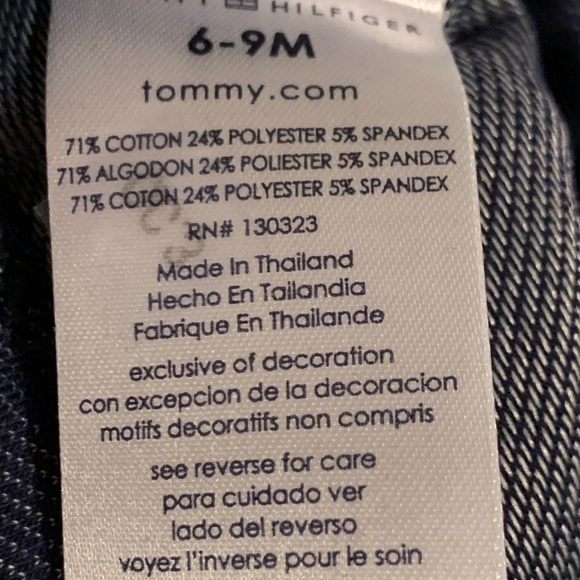 HILFIGER
6-9M
tommy.com
71% COTTON 24% POLYESTER 5% SPANDEX
71% ALGODON 24% POLIESTER 5% SPANDEX
71% COTON 24% POLYESTER 5% SPANDEX
RN# 130323
Made In Thailand
Hecho En Tailandia
Fabrique En Thailande
exclusive of decoration
con excepcion de la decoracion
motifs decoratifs non compris
see reverse for care
para cuidado ver
lado del reverso
voyez l'inverse pour le soin